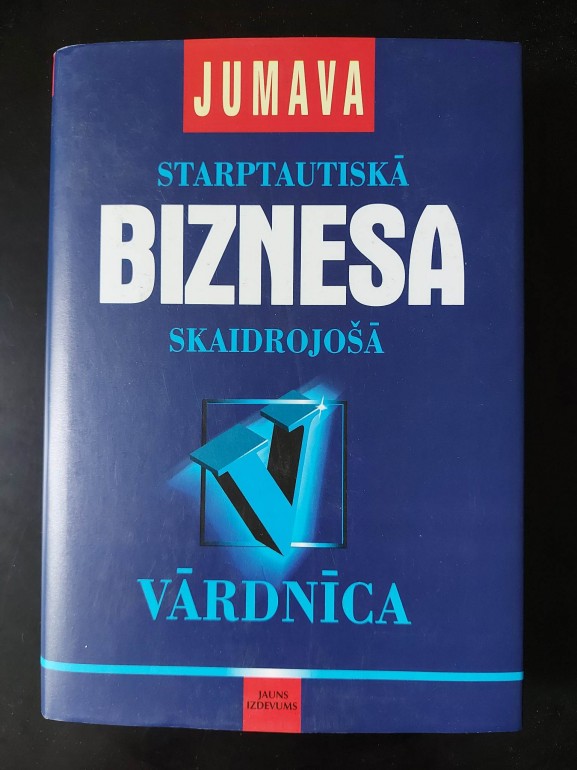 JUMAVA
STARPTAUTISKĀ
BIZNESA
SKAIDROJOŠĀ
V
VĀRDNĪCA
JAUNS
IZDEVUMS